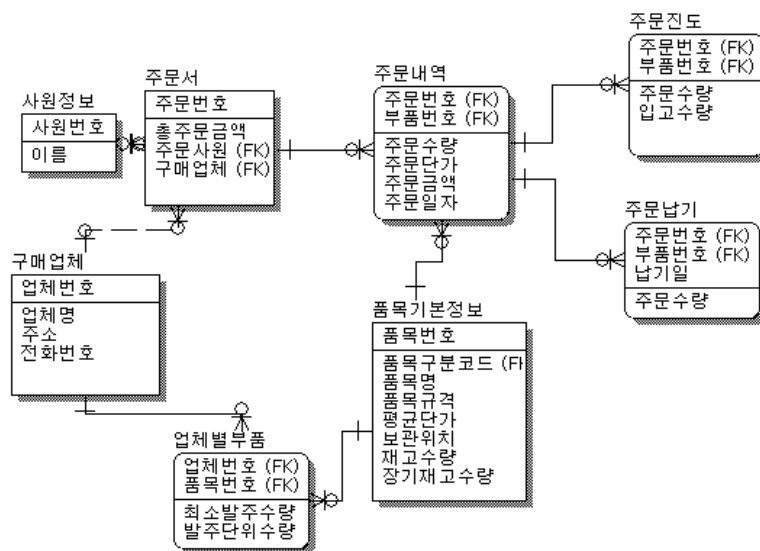 사원정보
사원번호
이름
주문서
주문번호
총주문금액
주문사원 (FK)
구매업체 (FK)
주문내역
주문번호 (FK)
부품번호 (FK)
주문수량
주문단가
주문금액
주문일자
주문진도
주문번호 (FK)
부품번호 (FK)
주문수량
입고수량
주문납기
주문번호 (FK)
부품번호 (FK)
납기일
주문수량
구매업체
업체번호
업체명
주소
전화번호
품목기본정보
품목번호
품목구분코드 (FK
품목명
품목규격
평균단가
보관위치
재고수량
장기재고수량
업체별부품
업체번호 (FK)
품목번호 (FK)
최소발주수량
발주단위수량